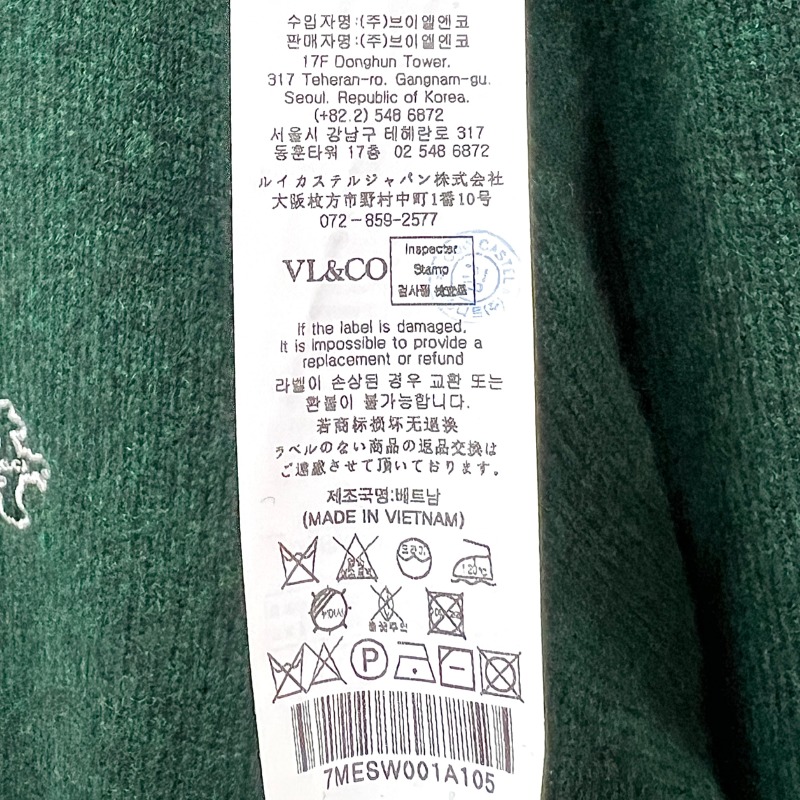 수입자명:(주)브이엘엔코
판매자명:(주)브이엘엔코
17F Donghun Tower.
317 Teheran-ro. Gangnam-gu.
Seoul. Republic of Korea.
(+82.2) 548 6872
서울시 강남구 테헤란로 317
동훈타워 17층 02 548 6872
ルイカステルジャパン株式会社
大阪枚方市野村中町1番10号
072-859-2577
VL&CO
Inspecter
Stamp
검사필
CASTEL
If the label is damaged,
It is impossible to provide a
replacement or refund
라벨이 손상된 경우 교환 또는
환불이 불가능합니다.
若商标损坏无退换
ラベルのない商品の返品交換は
ご遠慮させて頂いております。
제조국명:베트남
(MADE IN VIETNAM)
드라이
120℃
P
7MESW001A105